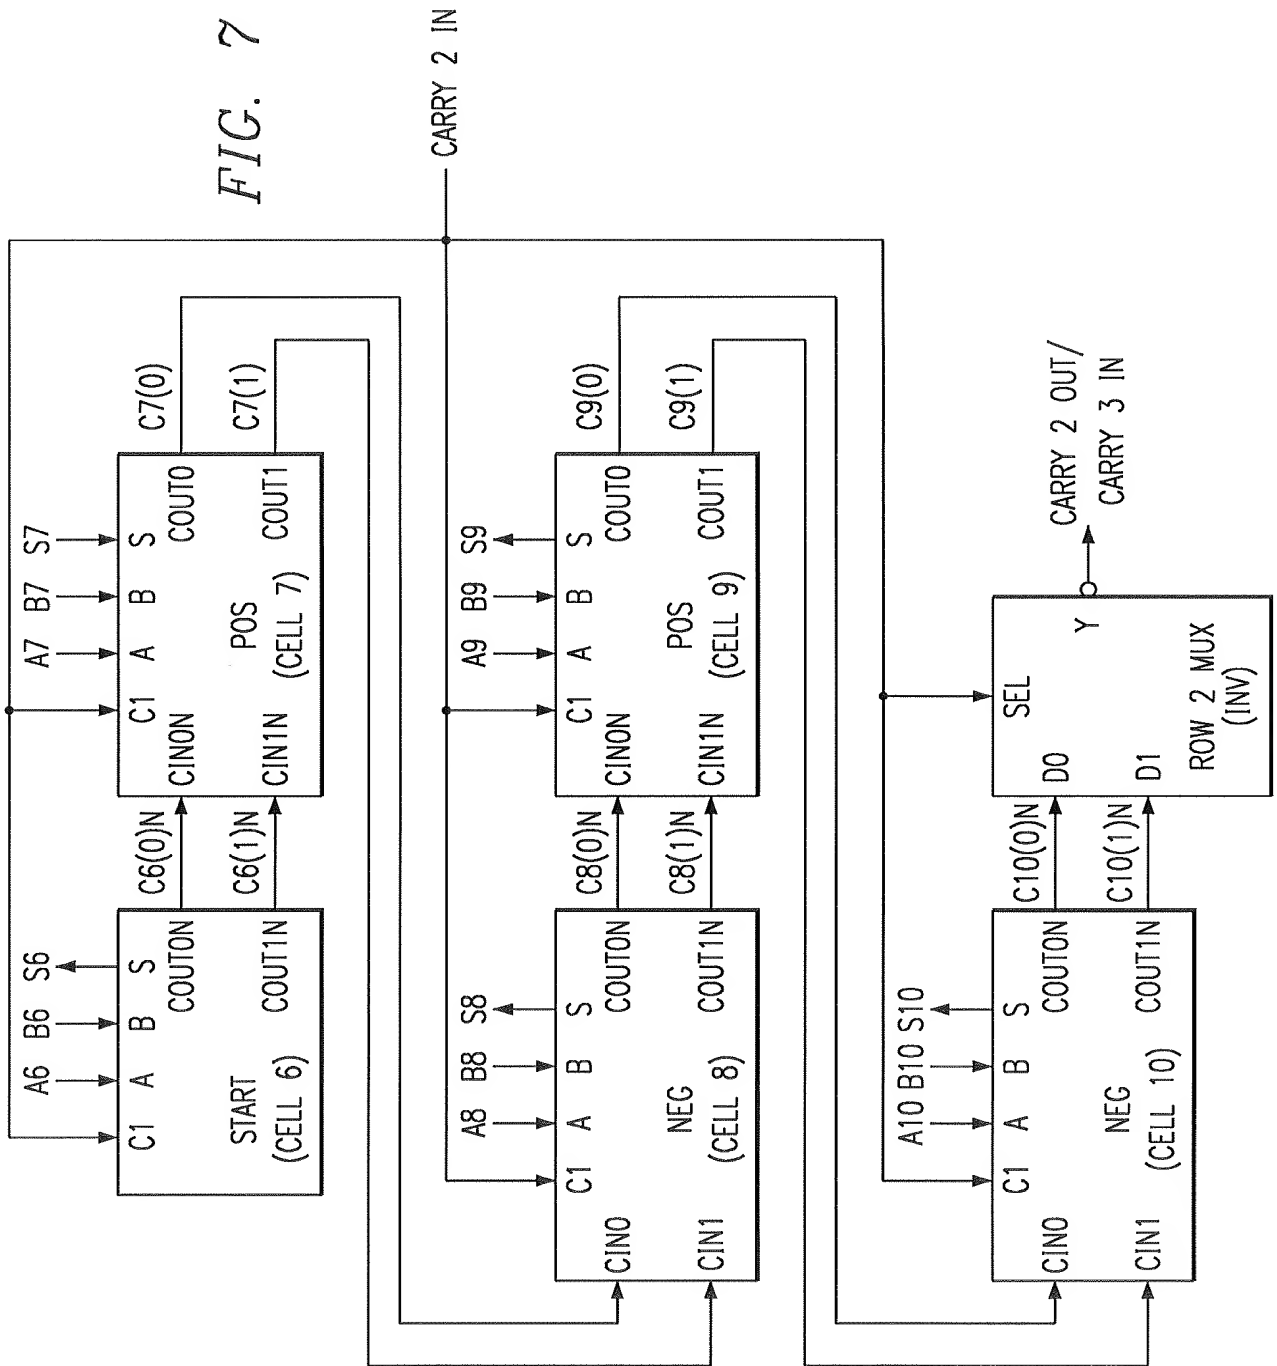 FIG. 7
CARRY 2 IN
A6 B6 S6
C1 A B S
START
(CELL 6)
COUT0N
COUT1N
C6(0)N
C6(1)N
A7 B7 S7
C1 A B S
CIN0N
CIN1N
POS
(CELL 7)
COUT0
COUT1
C7(0)
C7(1)
A8 B8 S8
C1 A B S
CIN0
CIN1
NEG
(CELL 8)
COUT0N
COUT1N
C8(0)N
C8(1)N
A9 B9 S9
C1 A B S
CIN0N
CIN1N
POS
(CELL 9)
COUT0
COUT1
C9(0)
C9(1)
A10 B10 S10
C1 A B S
CIN0
CIN1
NEG
(CELL 10)
COUT0N
COUT1N
C10(0)N
C10(1)N
SEL
D0
D1
Y
ROW 2 MUX
(INV)
CARRY 2 OUT/
CARRY 3 IN